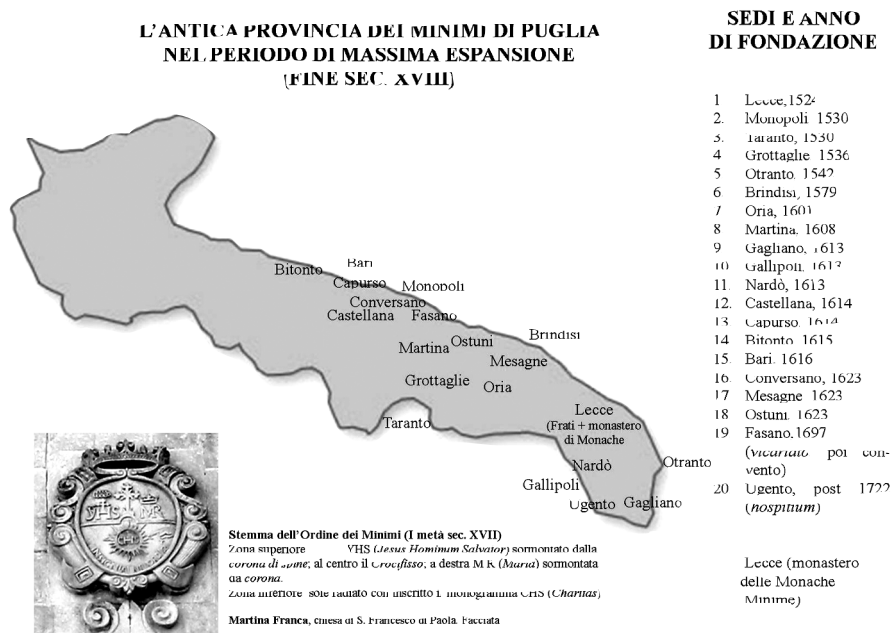 L'ANTICA PROVINCIA DEI MINIMI DI PUGLIA
NEL PERIODO DI MASSIMA ESPANSIONE
(FINE SEC. XVIII)
SEDI E ANNO
DI FONDAZIONE
1 Lecce, 1524
2. Monopoli 1530
3. Taranto, 1530
4 Grottaglie 1536
5 Otranto. 1542
6 Brindisi, 1579
7 Oria, 1601
8 Martina. 1608
9 Gagliano, 1613
10 Gallipoli. 1613
11. Nardò, 1613
12. Castellana, 1614
13. Capurso. 1614
14 Bitonto. 1615
15. Bari. 1616
16. Conversano, 1623
17 Mesagne 1623
18 Ostuni. 1623
19 Fasano, 1697
(vicariato poi con-
vento)
20 Ugento, post 1722
(hospitium)
Lecce (monastero
delle Monache
Minime)
Bari
Bitonto
Capurso
Monopoli
Conversano
Castellana
Fasano
Brindisi
Ostuni
Martina
Mesagne
Grottaglie
Oria
Lecce
(Frati + monastero
di Monache
Taranto
Otranto
Nardò
Gallipoli
Ugento
Gagliano
YHS
MR
CHS
Stemma dell'Ordine dei Minimi (I metà sec. XVII)
Zona superiore YHS (Jesus Hominum Salvator) sormontato dalla
corona di spine; al centro il Crocifisso; a destra M R (Maria) sormontata
da corona.
Zona inferiore sole radiato con inscritto il monogramma CHS (Charitas)
Martina Franca, chiesa di S. Francesco di Paola. Facciata